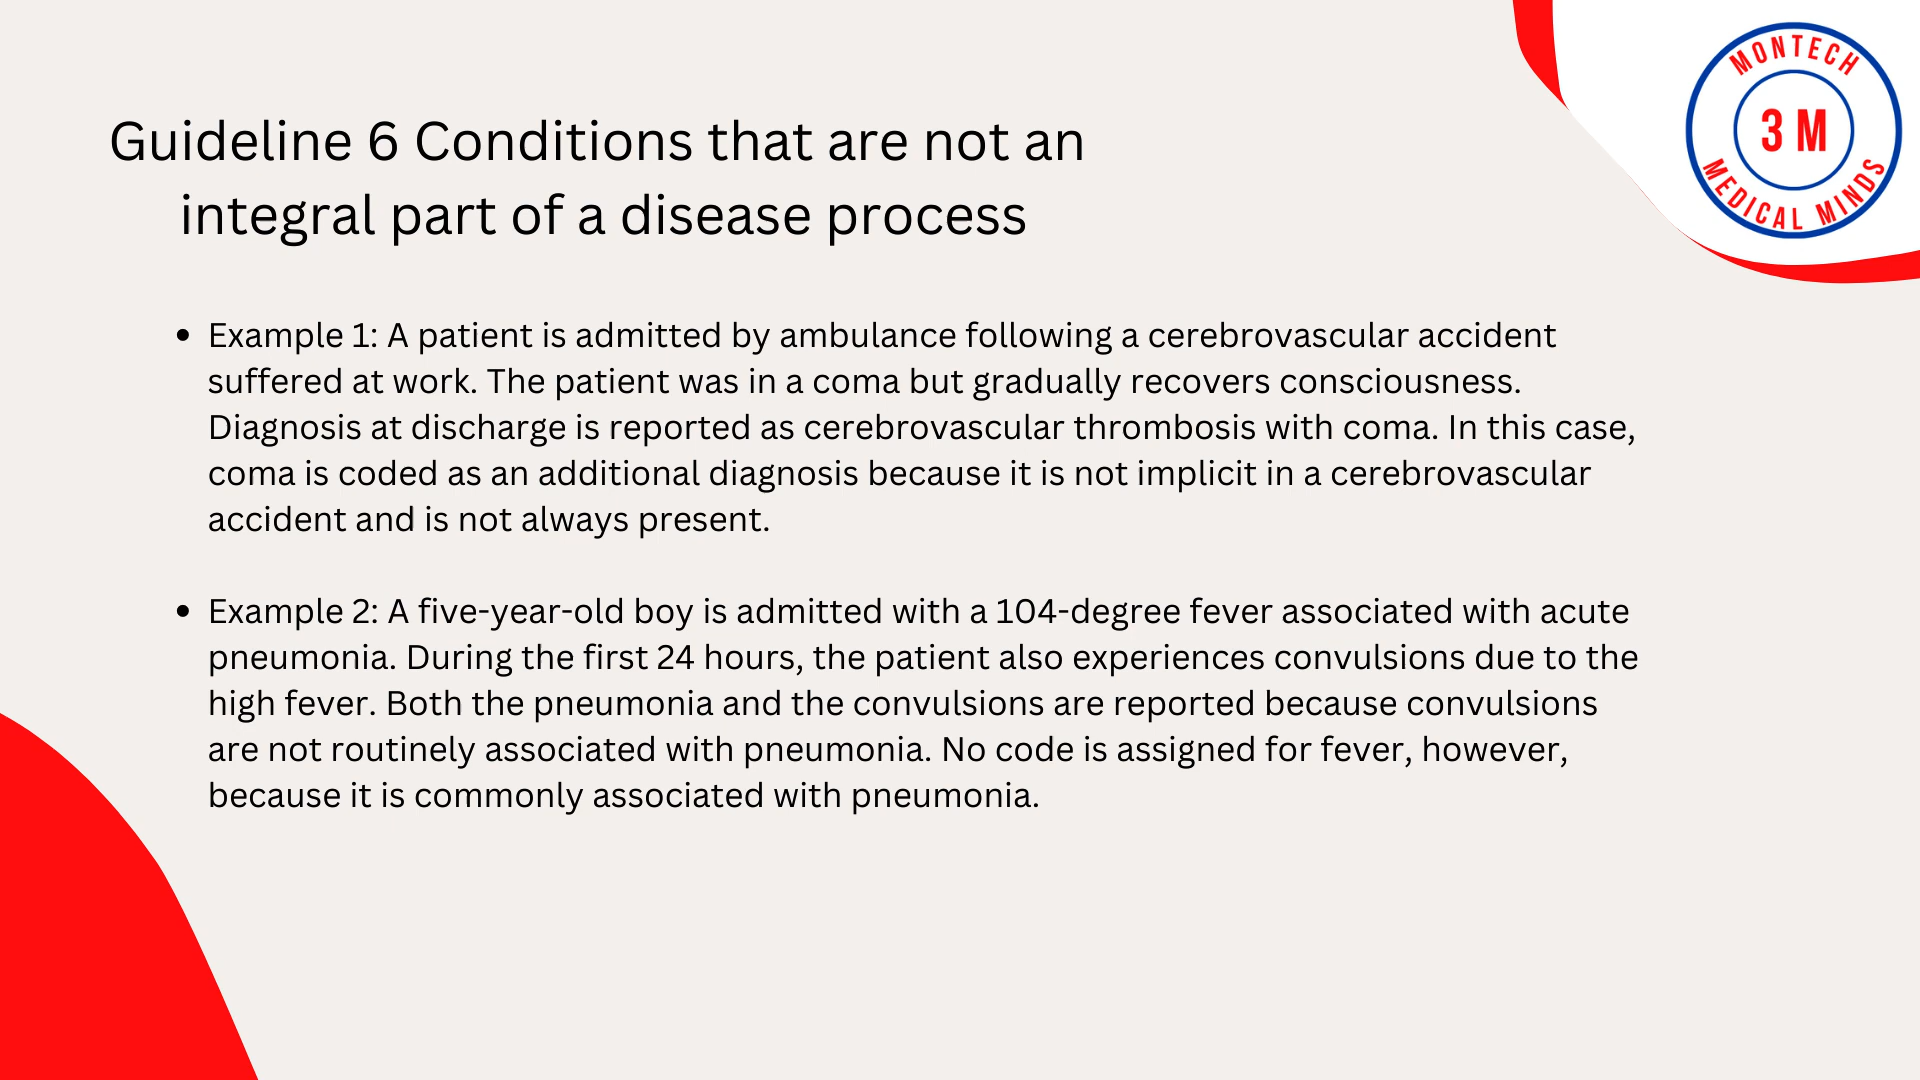 MONTECH
3 M
MEDICAL MINDS
Guideline 6 Conditions that are not an
integral part of a disease process
• Example 1: A patient is admitted by ambulance following a cerebrovascular accident
suffered at work. The patient was in a coma but gradually recovers consciousness.
Diagnosis at discharge is reported as cerebrovascular thrombosis with coma. In this case,
coma is coded as an additional diagnosis because it is not implicit in a cerebrovascular
accident and is not always present.
• Example 2: A five-year-old boy is admitted with a 104-degree fever associated with acute
pneumonia. During the first 24 hours, the patient also experiences convulsions due to the
high fever. Both the pneumonia and the convulsions are reported because convulsions
are not routinely associated with pneumonia. No code is assigned for fever, however,
because it is commonly associated with pneumonia.